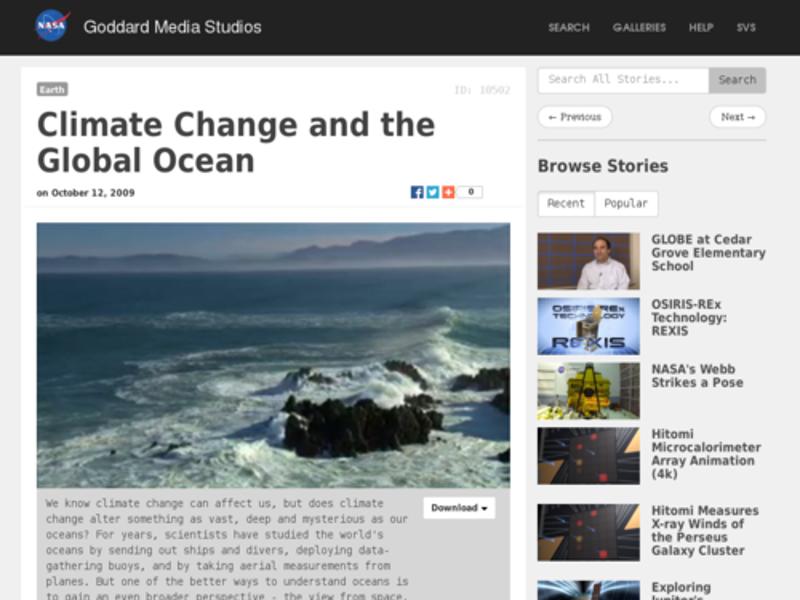 NASA
Goddard Media Studios
SEARCH GALLERIES HELP SVS
Earth
ID: 10502
Climate Change and the
Global Ocean
on October 12, 2009
0
We know climate change can affect us, but does climate
change alter something as vast, deep and mysterious as our
oceans? For years, scientists have studied the world's
oceans by sending out ships and divers, deploying data-
gathering buoys, and by taking aerial measurements from
planes. But one of the better ways to understand oceans is
to gain an even broader perspective - the view from space.
Download
Search All Stories...
Search
← Previous
Next →
Browse Stories
Recent
Popular
GLOBE at Cedar
Grove Elementary
School
OSIRIS-REx
TECHNOLOGY
REXIS
OSIRIS-REx
Technology:
REXIS
NASA's Webb
Strikes a Pose
Hitomi
Microcalorimeter
Array Animation
(4k)
Hitomi Measures
X-ray Winds of
the Perseus
Galaxy Cluster
Exploring
Jupiter's